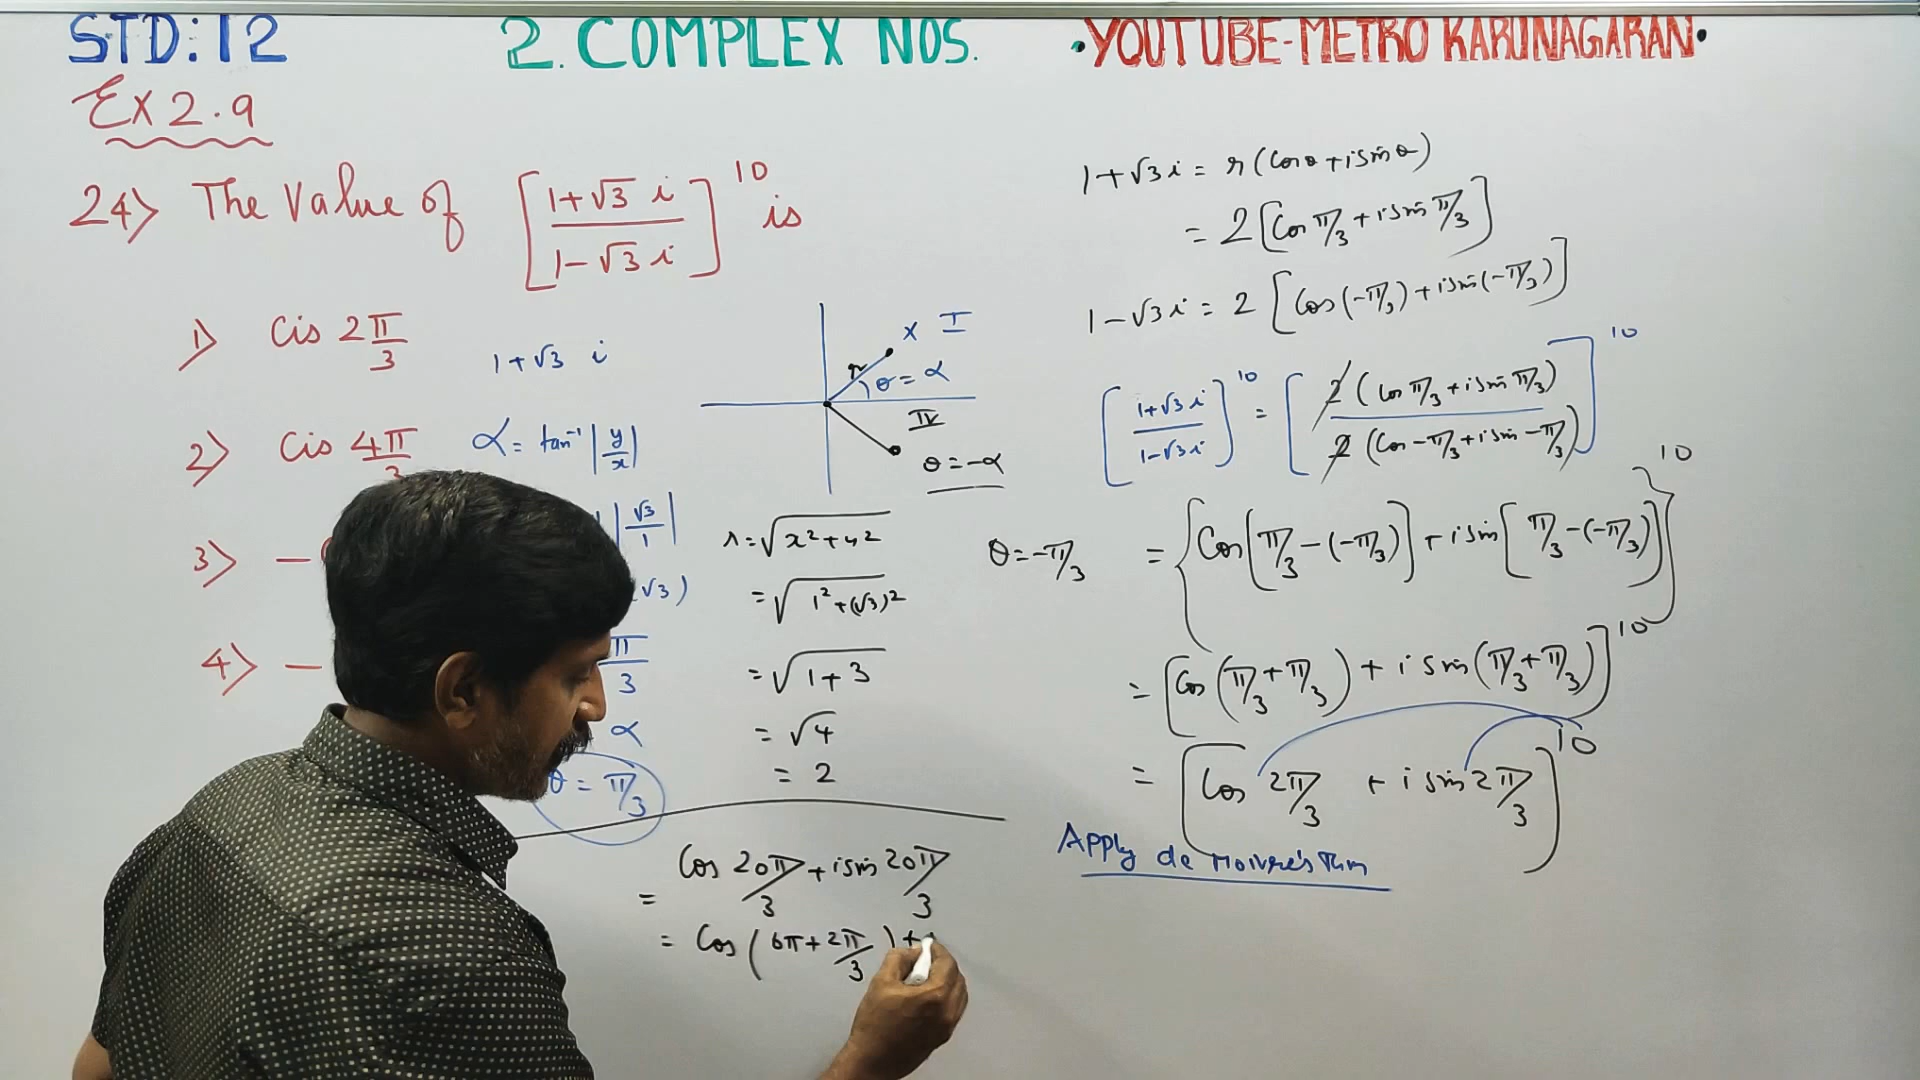 STD: 12 2. COMPLEX NOS. • YOUTUBE-METRO KARUNAGARAN •
Ex 2.9
24) The Value of [1+√3 i / 1-√3 i]^10 is
1) Cis 2π/3
2) Cis 4π/3
3) -
4) -
1+√3 i
α = tan⁻¹ |y/x|
|√3/1|
√3)
π/3
α
θ = π/3
x I
r θ = α
IV
θ = -α
r = √x²+y²
= √1²+(√3)²
= √1+3
= √4
= 2
= Cos 20π/3 + i sin 20π/3
= Cos (6π + 2π/3) +
1+√3 i = r (Cosθ + i sinθ)
= 2 [Cos π/3 + i sin π/3]
1-√3 i = 2 [Cos (-π/3) + i sin (-π/3)]
[1+√3 i / 1-√3 i]^10 = [2 (Cos π/3 + i sin π/3) / 2 (Cos -π/3 + i sin -π/3)]^10
θ = -π/3 = {Cos [π/3 - (-π/3)] + i sin [π/3 - (-π/3)]}^10
= [Cos (π/3 + π/3) + i sin (π/3 + π/3)]^10
= [Cos 2π/3 + i sin 2π/3]^10
Apply de Moivre's Thm